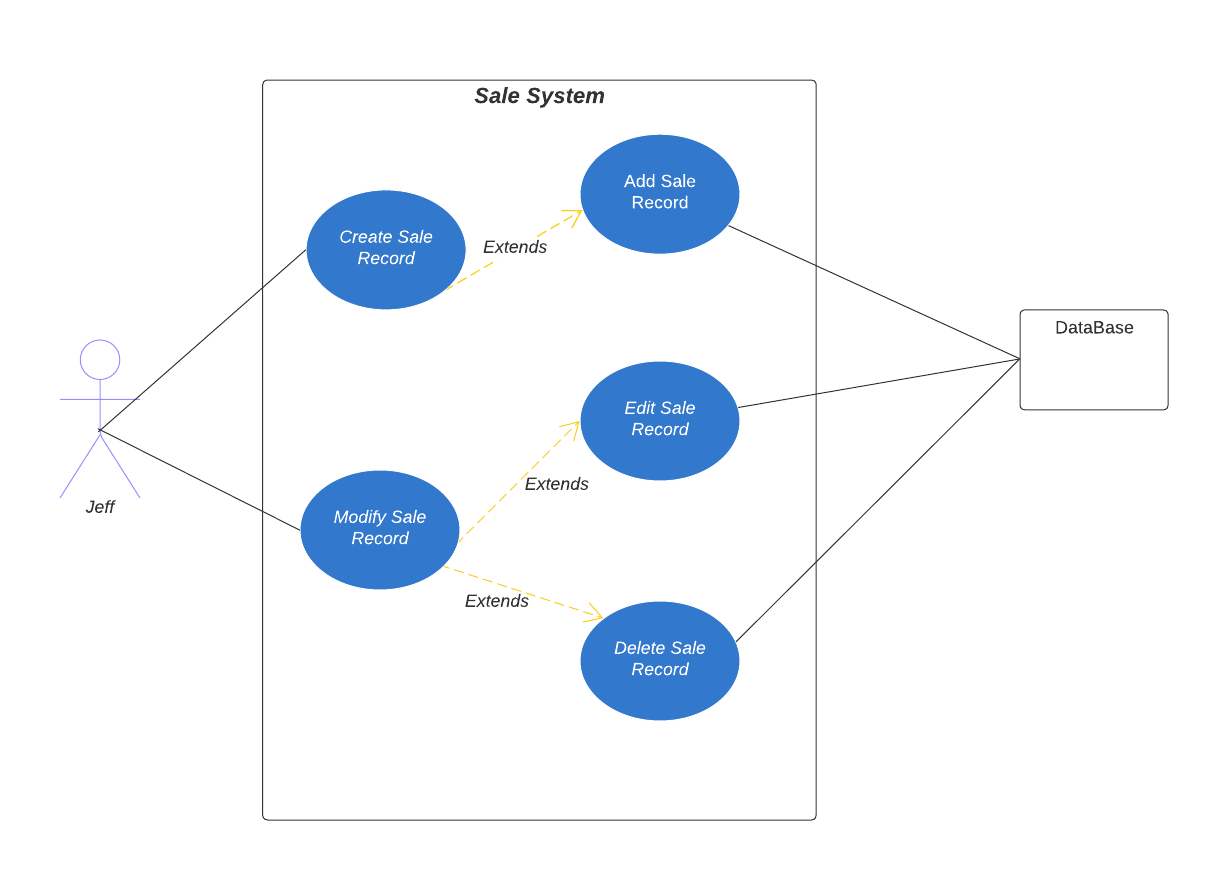 Sale System
Add Sale
Record
Create Sale
Record
Extends
DataBase
Edit Sale
Record
Extends
Jeff
Modify Sale
Record
Extends
Delete Sale
Record